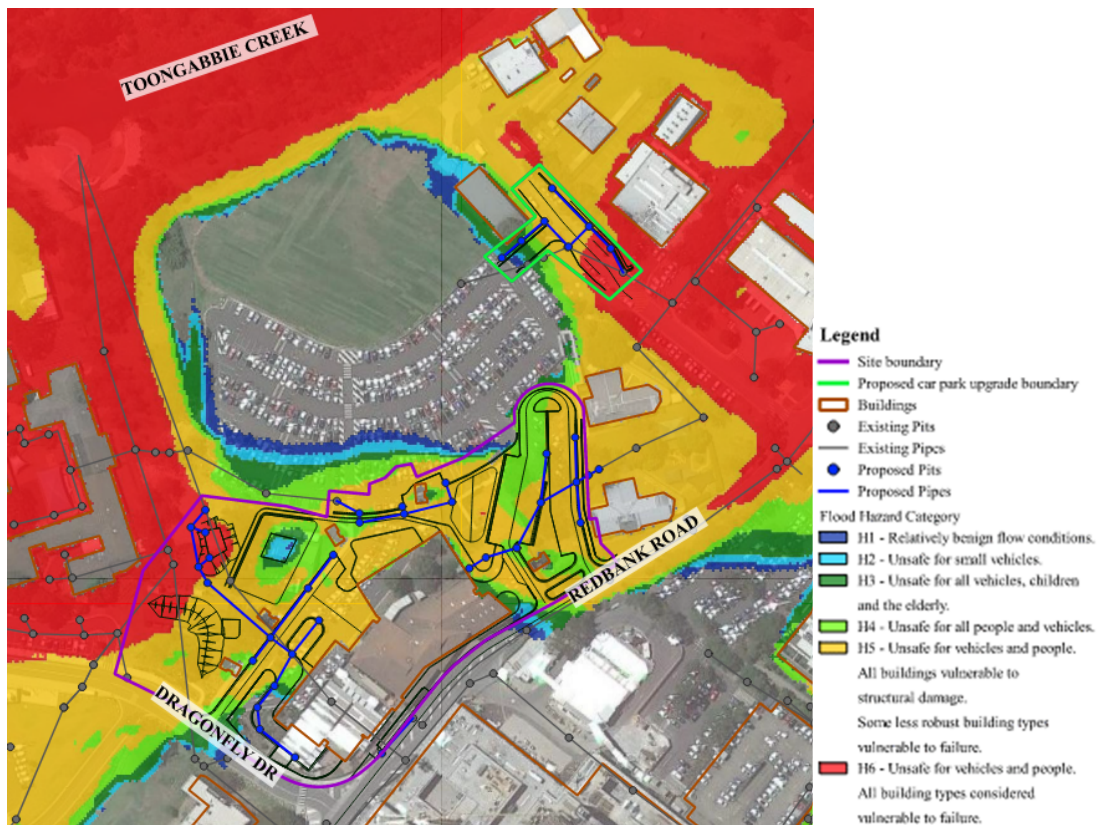 TOONGABBIE CREEK
REDBANK ROAD
DRAGONFLY DR
Legend
Site boundary
Proposed car park upgrade boundary
Buildings
Existing Pits
Existing Pipes
Proposed Pits
Proposed Pipes
Flood Hazard Category
H1 - Relatively benign flow conditions.
H2 - Unsafe for small vehicles.
H3 - Unsafe for all vehicles, children
and the elderly.
H4 - Unsafe for all people and vehicles.
H5 - Unsafe for vehicles and people.
All buildings vulnerable to
structural damage.
Some less robust building types
vulnerable to failure.
H6 - Unsafe for vehicles and people.
All building types considered
vulnerable to failure.